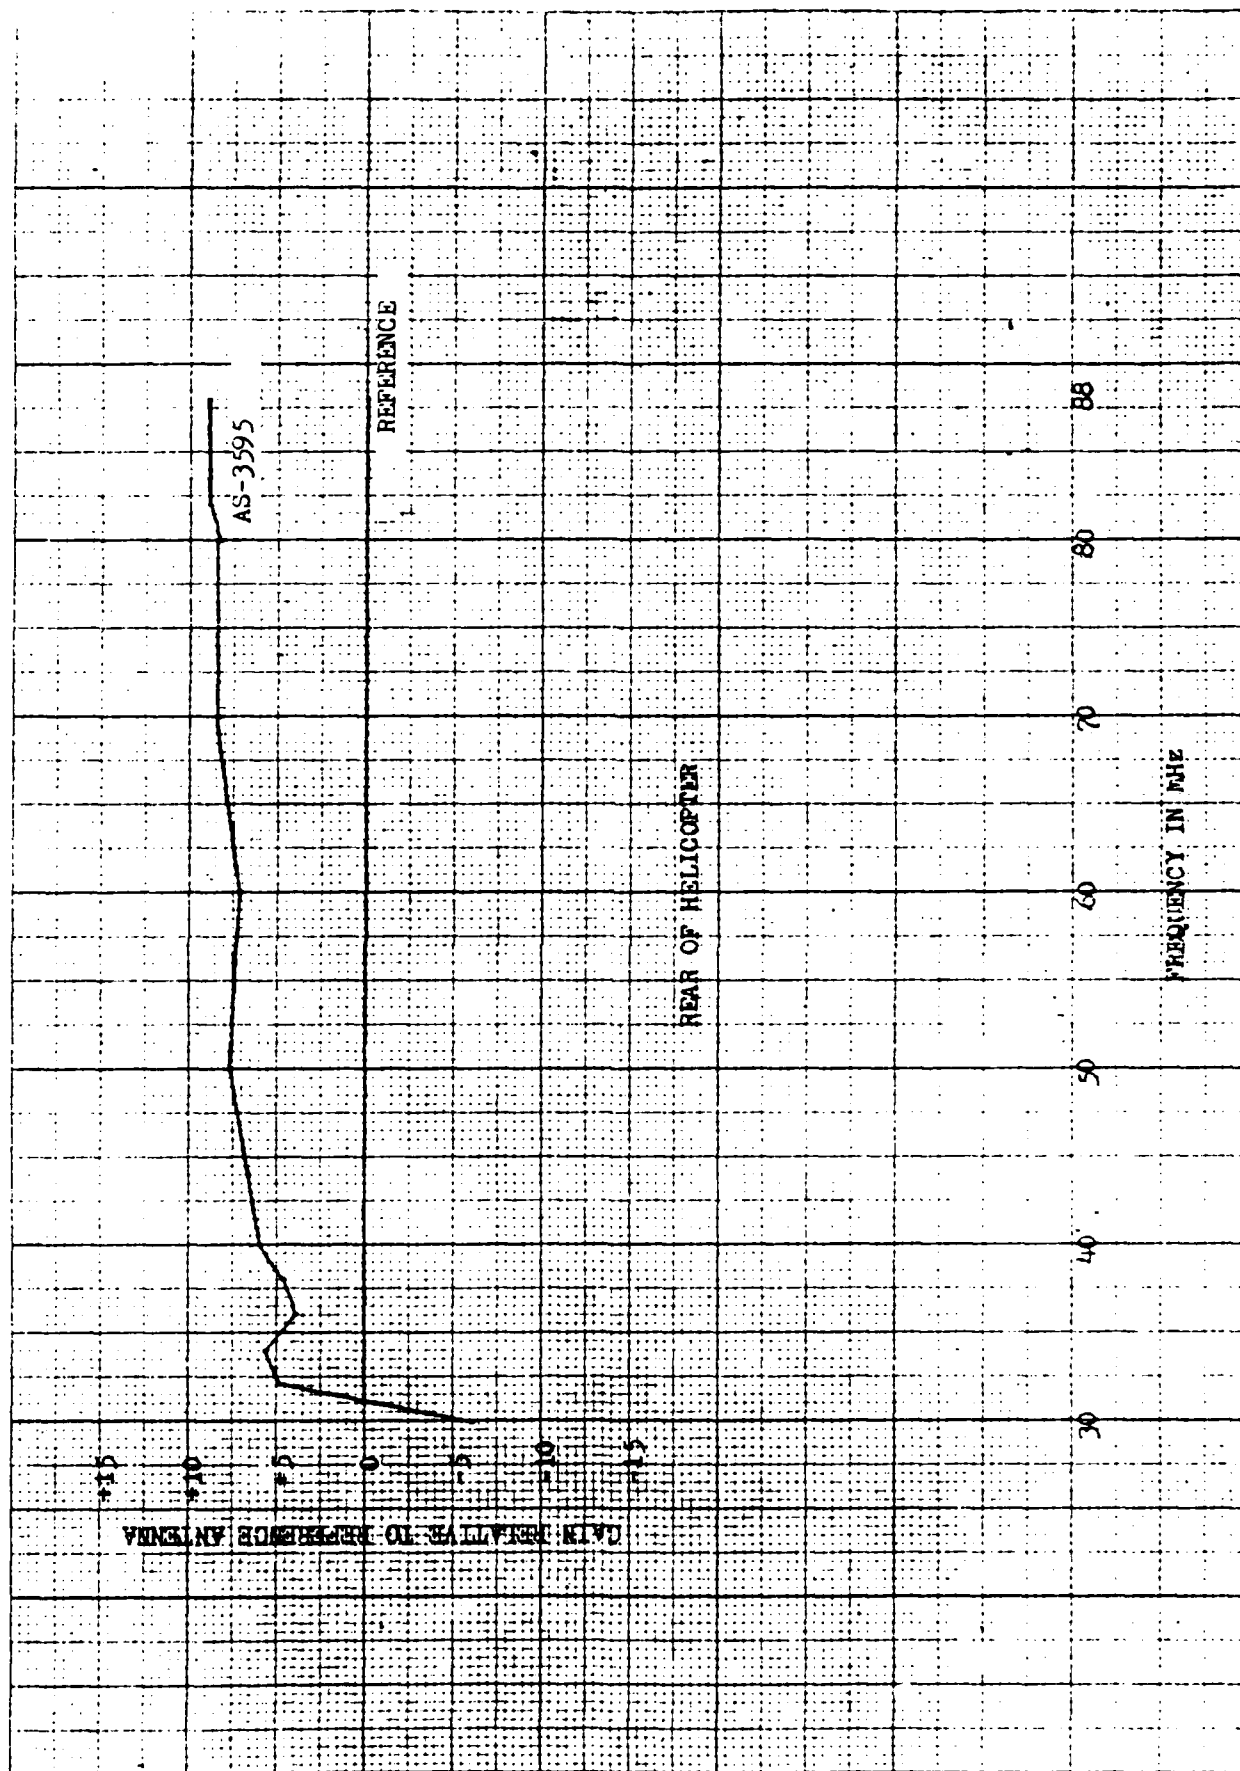 GAIN RELATIVE TO REFERENCE ANTENNA
+15
+10
+5
0
-5
-10
-15
AS-3595
REFERENCE
REAR OF HELICOPTER
30
40
50
60
70
80
88
FREQUENCY IN MHz